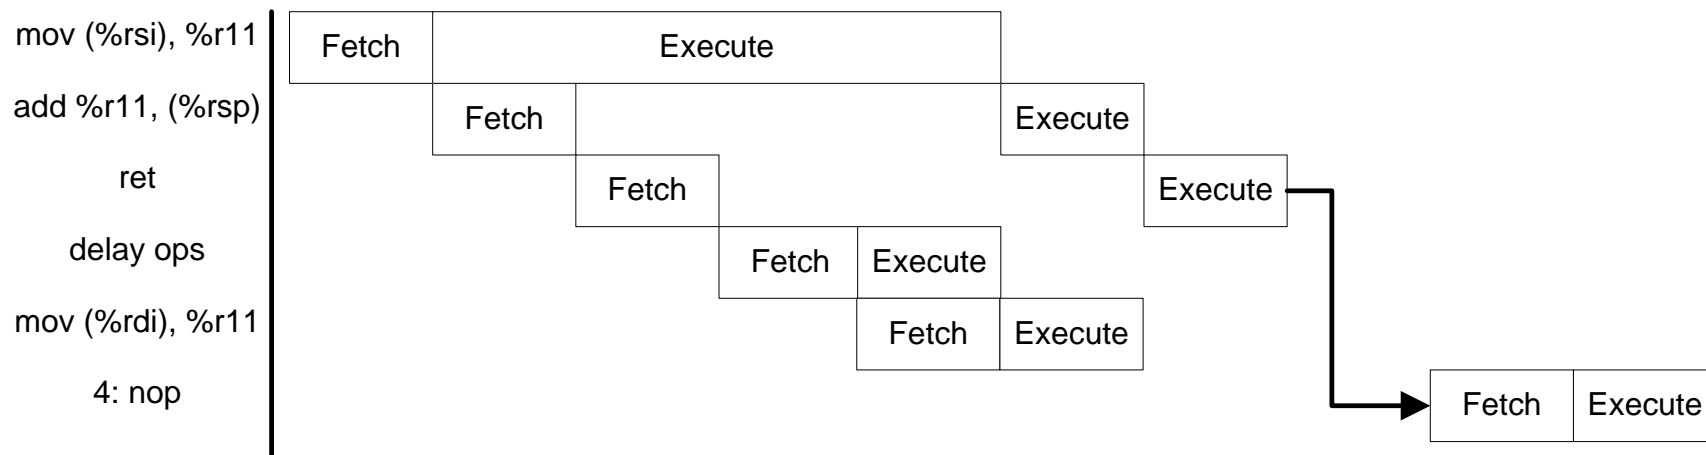 mov (%rsi), %r11 Fetch Execute
add %r11, (%rsp) Fetch Execute
ret Fetch Execute
delay ops Fetch Execute
mov (%rdi), %r11 Fetch Execute
4: nop Fetch Execute